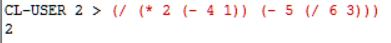 CL-USER 2 > (/ (* 2 (- 4 1)) (- 5 (/ 6 3)))
2